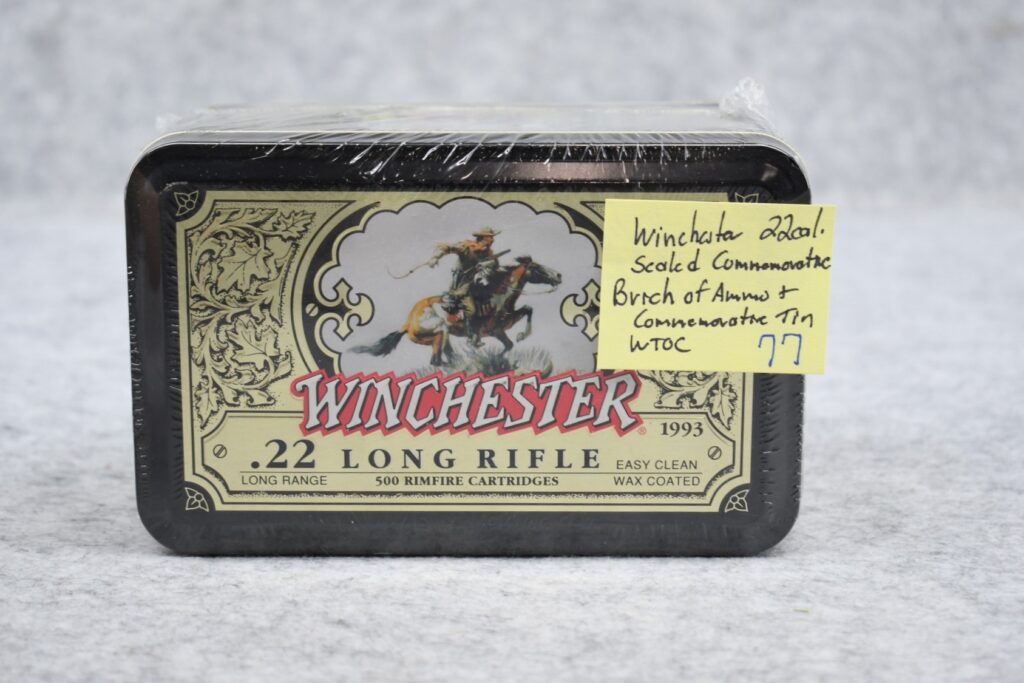 Winchester 22cal.
Sealed Commemorative
Brick of Ammo +
Commemorative Tin
WTOC 77
WINCHESTER®
1993
.22 LONG RIFLE EASY CLEAN
LONG RANGE 500 RIMFIRE CARTRIDGES WAX COATED